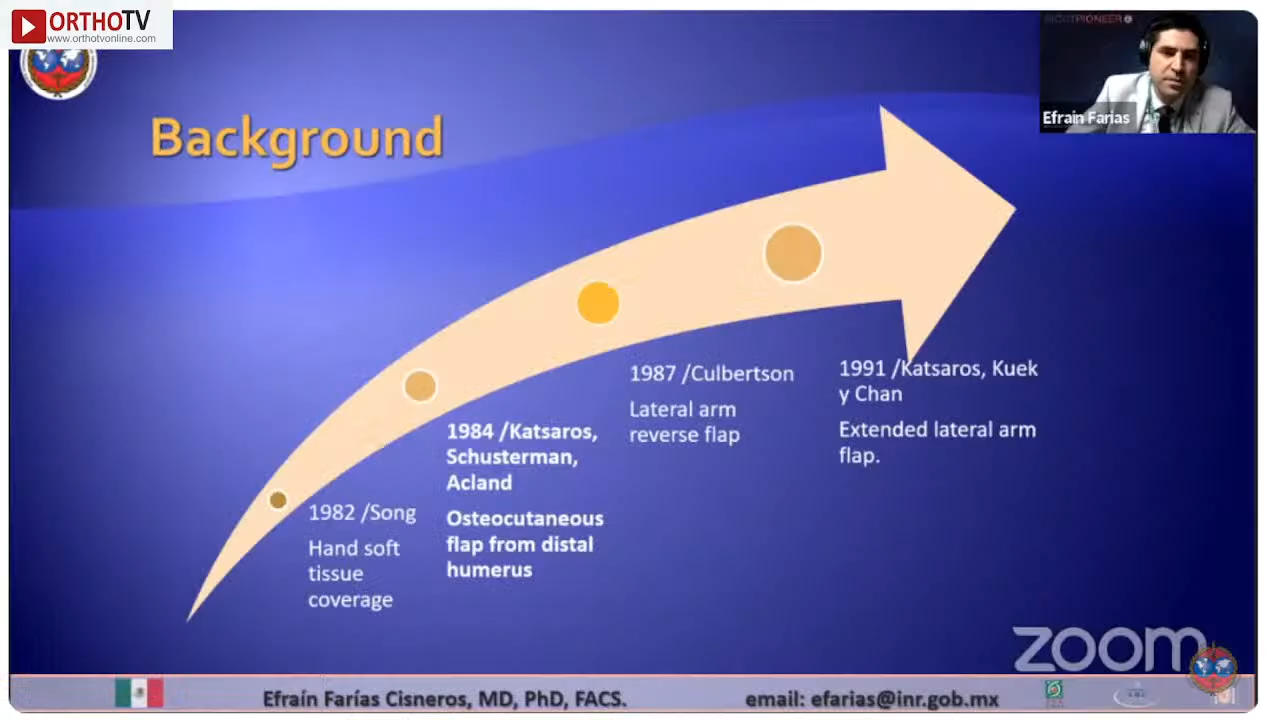 ORTHOTV
www.orthotvonline.com
Efrain Farias
Background
1982 /Song
Hand soft
tissue
coverage
1984 /Katsaros,
Schusterman,
Acland
Osteocutaneous
flap from distal
humerus
1987 /Culbertson
Lateral arm
reverse flap
1991 /Katsaros, Kuek
y Chan
Extended lateral arm
flap.
zoom
Efraín Farías Cisneros, MD, PhD, FACS.
email: efarias@inr.gob.mx